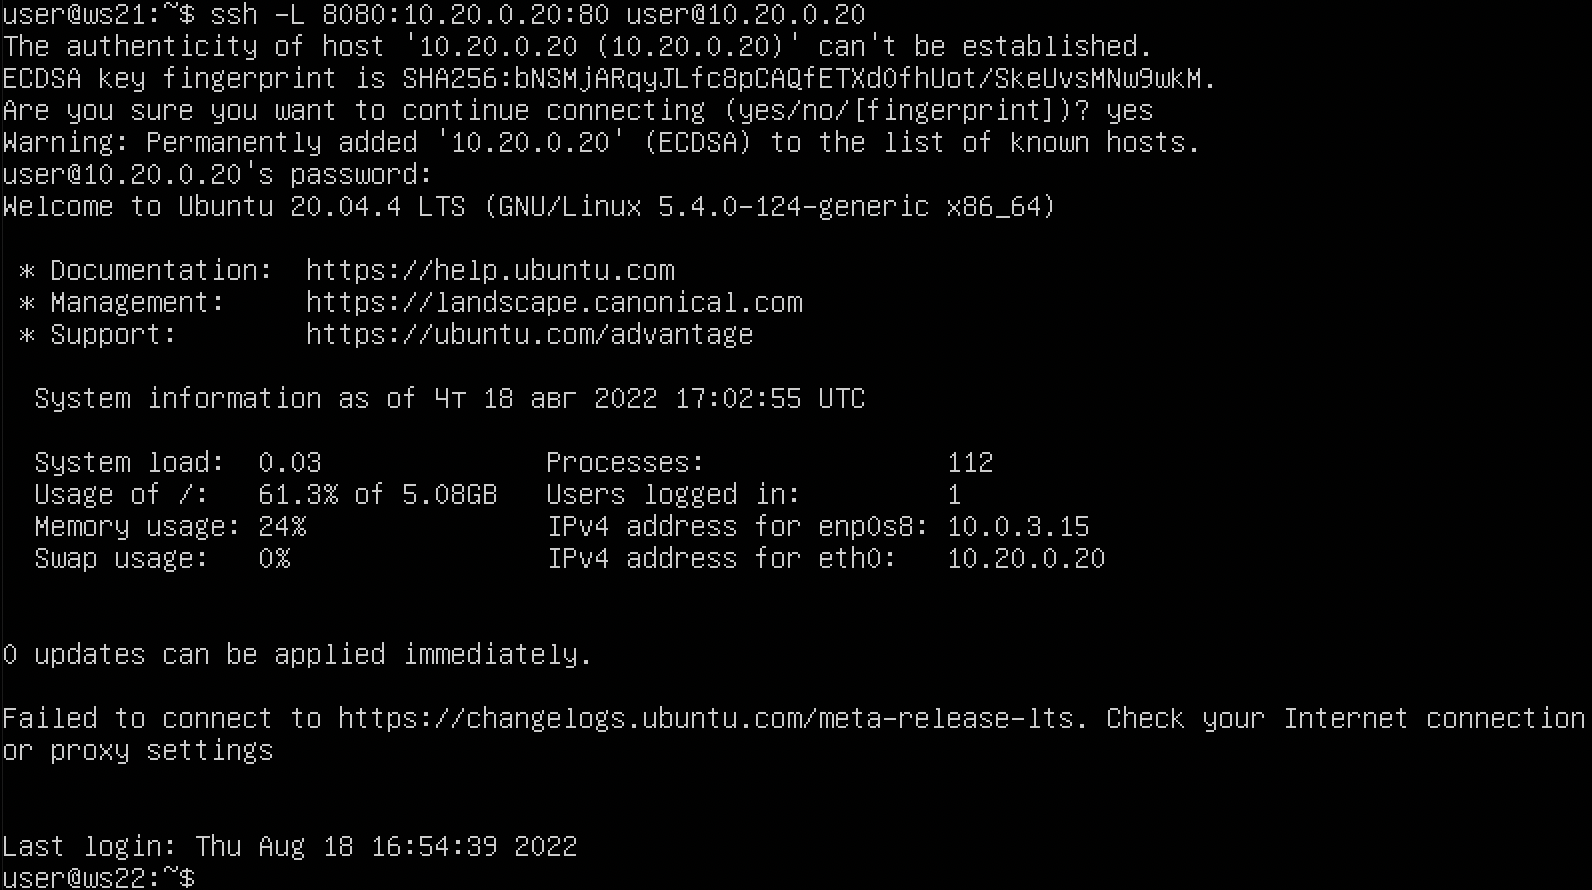 user@ws21:~$ ssh -L 8080:10.20.0.20:80 user@10.20.0.20
The authenticity of host '10.20.0.20 (10.20.0.20)' can't be established.
ECDSA key fingerprint is SHA256:bNSMjARqyJLfc8pCAQfETXdOfhUot/SkeUvsMNw9wkM.
Are you sure you want to continue connecting (yes/no/[fingerprint])? yes
Warning: Permanently added '10.20.0.20' (ECDSA) to the list of known hosts.
user@10.20.0.20's password:
Welcome to Ubuntu 20.04.4 LTS (GNU/Linux 5.4.0-124-generic x86_64)

 * Documentation:  https://help.ubuntu.com
 * Management:     https://landscape.canonical.com
 * Support:        https://ubuntu.com/advantage

  System information as of Чт 18 авг 2022 17:02:55 UTC

  System load:  0.03              Processes:               112
  Usage of /:   61.3% of 5.08GB   Users logged in:         1
  Memory usage: 24%               IPv4 address for enp0s8: 10.0.3.15
  Swap usage:   0%                IPv4 address for eth0:   10.20.0.20

0 updates can be applied immediately.

Failed to connect to https://changelogs.ubuntu.com/meta-release-lts. Check your Internet connection
or proxy settings

Last login: Thu Aug 18 16:54:39 2022
user@ws22:~$